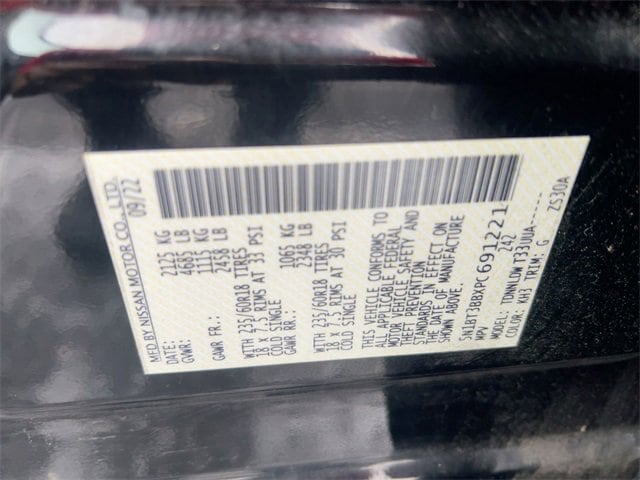 MFD BY NISSAN MOTOR CO., LTD.
DATE: 09/22
GVWR: 2125 KG
4685 LB
GAWR FR.: 1115 KG
2458 LB
WITH 235/60R18 TIRES
18 X 7.5 RIMS AT 33 PSI
COLD SINGLE
GAWR RR.: 1065 KG
2348 LB
WITH 235/60R18 TIRES
18 X 7.5 RIMS AT 30 PSI
COLD SINGLE
THIS VEHICLE CONFORMS TO
ALL APPLICABLE FEDERAL
MOTOR VEHICLE SAFETY AND
THEFT PREVENTION
STANDARDS IN EFFECT ON
THE DATE OF MANUFACTURE
SHOWN ABOVE.
5N1BT3BBXPC691221
MPV Z42
MODEL: TDNNLDWT33UUA-----
COLOR: KH3 TRIM: G
ZS30A